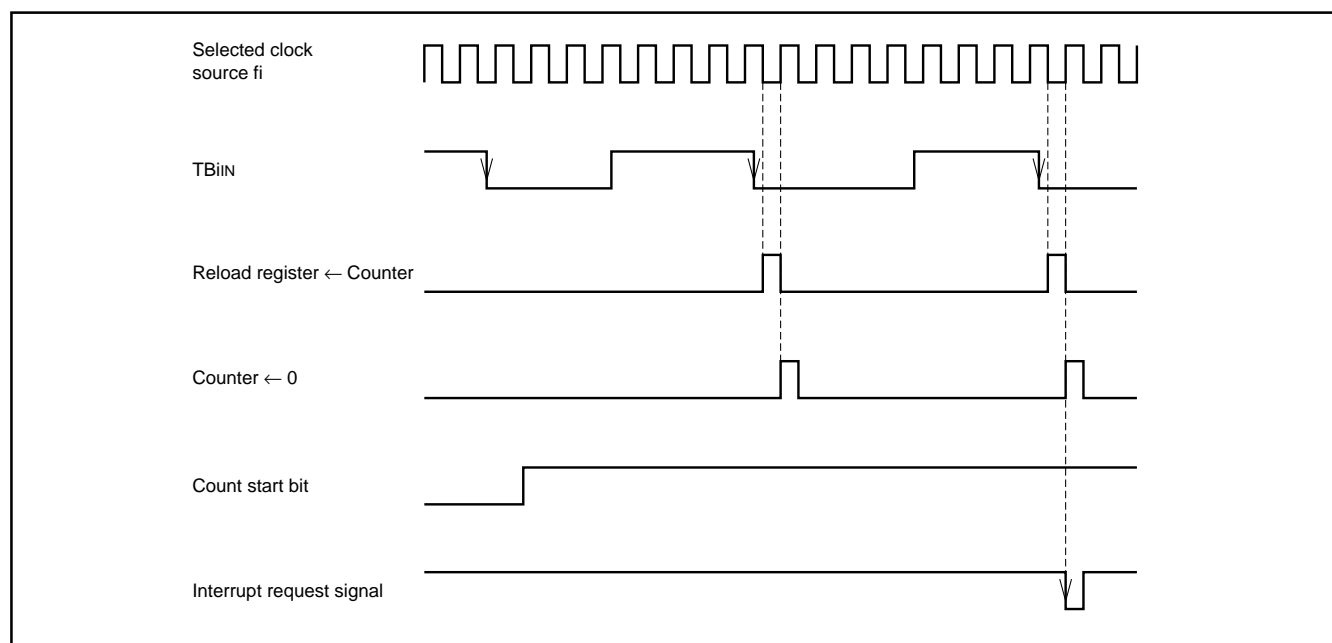 Selected clock
source fi
TBiIN
Reload register ← Counter
Counter ← 0
Count start bit
Interrupt request signal